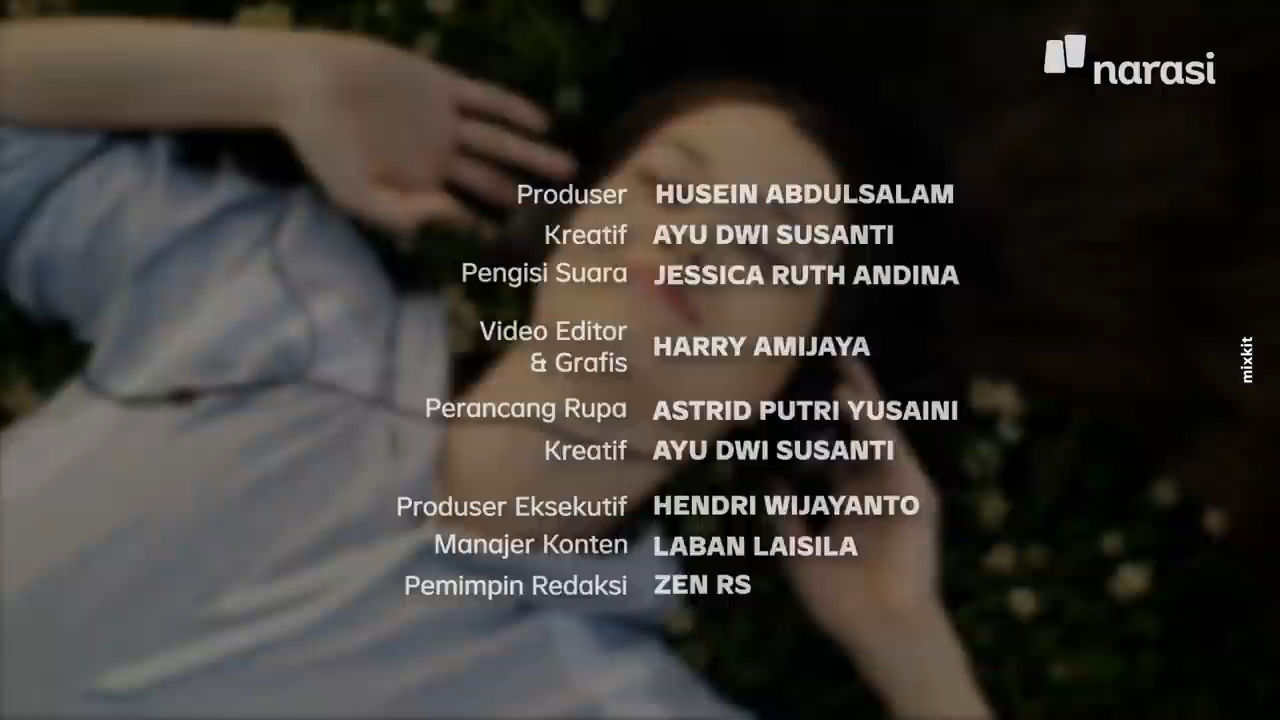 narasi
Produser HUSEIN ABDULSALAM
Kreatif AYU DWI SUSANTI
Pengisi Suara JESSICA RUTH ANDINA
Video Editor
& Grafis HARRY AMIJAYA
Perancang Rupa ASTRID PUTRI YUSAINI
Kreatif AYU DWI SUSANTI
Produser Eksekutif HENDRI WIJAYANTO
Manajer Konten LABAN LAISILA
Pemimpin Redaksi ZEN RS
mixkit